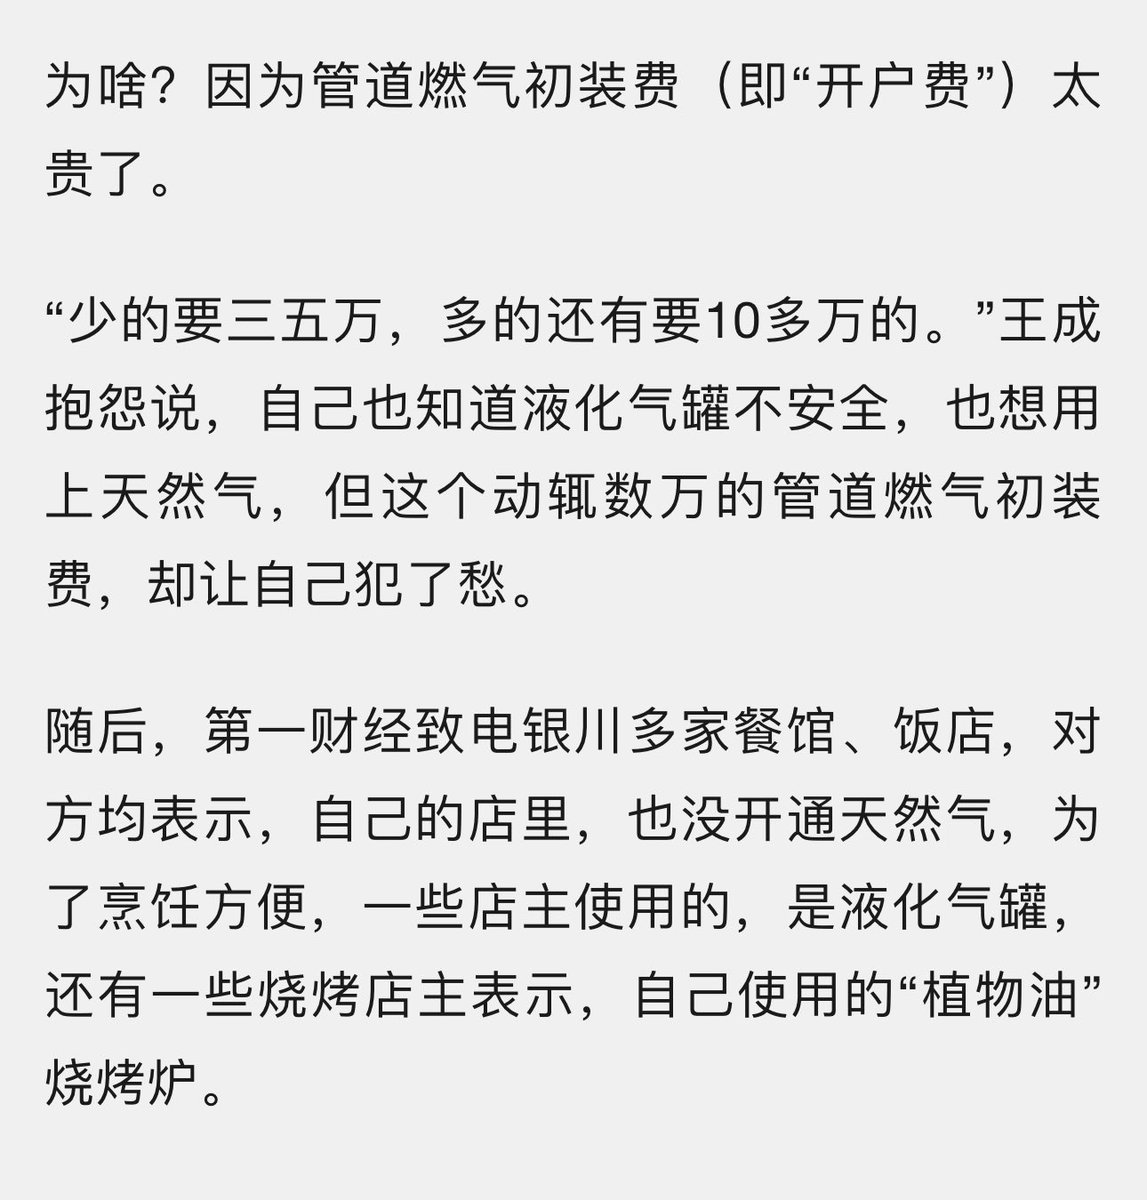 为啥？因为管道燃气初装费（即“开户费”）太
贵了。
“少的要三五万，多的还有要10多万的。”王成
抱怨说，自己也知道液化气罐不安全，也想用
上天然气，但这个动辄数万的管道燃气初装
费，却让自己犯了愁。
随后，第一财经致电银川多家餐馆、饭店，对
方均表示，自己的店里，也没开通天然气，为
了烹饪方便，一些店主使用的，是液化气罐，
还有一些烧烤店主表示，自己使用的“植物油”
烧烤炉。